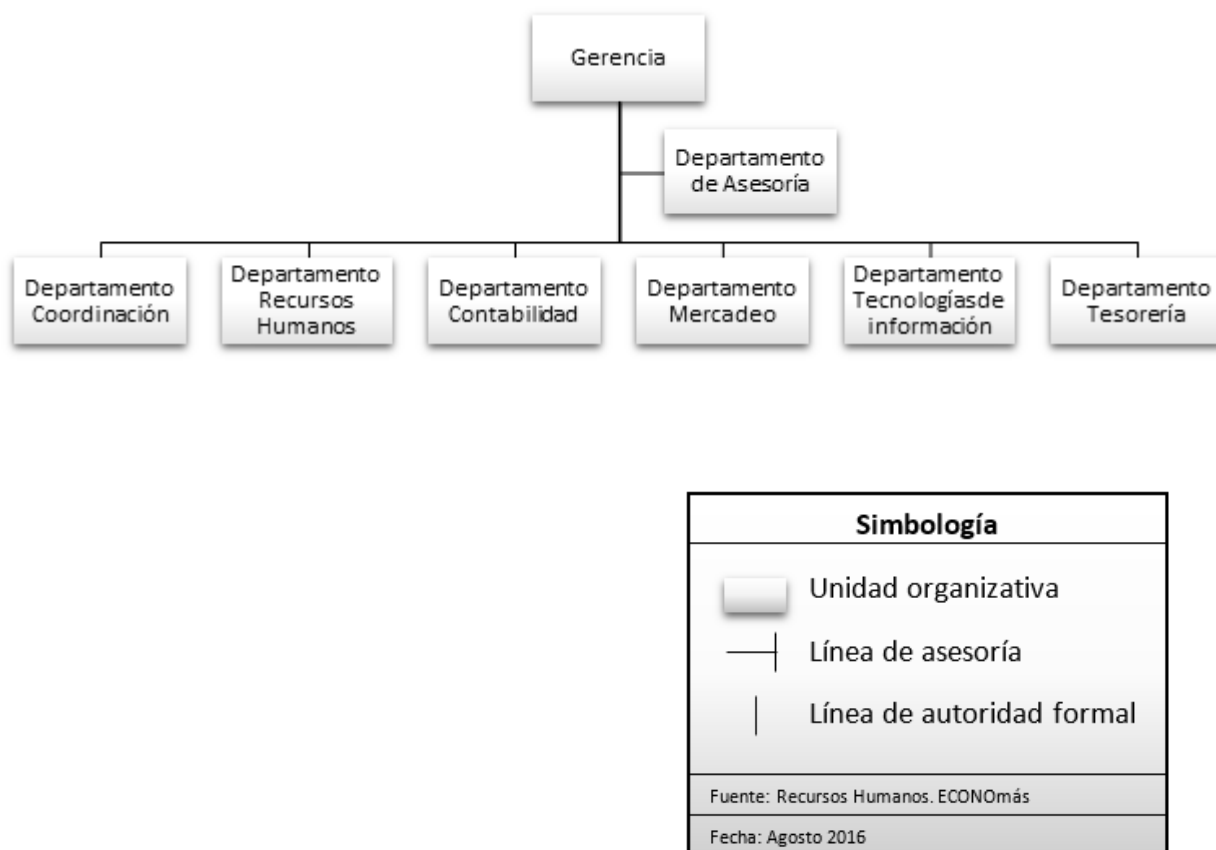 Gerencia
Departamento
de Asesoría
Departamento
Coordinación
Departamento
Recursos
Humanos
Departamento
Contabilidad
Departamento
Mercadeo
Departamento
Tecnologíasde
información
Departamento
Tesorería
Simbología
Unidad organizativa
Línea de asesoría
Línea de autoridad formal
Fuente: Recursos Humanos. ECONOmás
Fecha: Agosto 2016